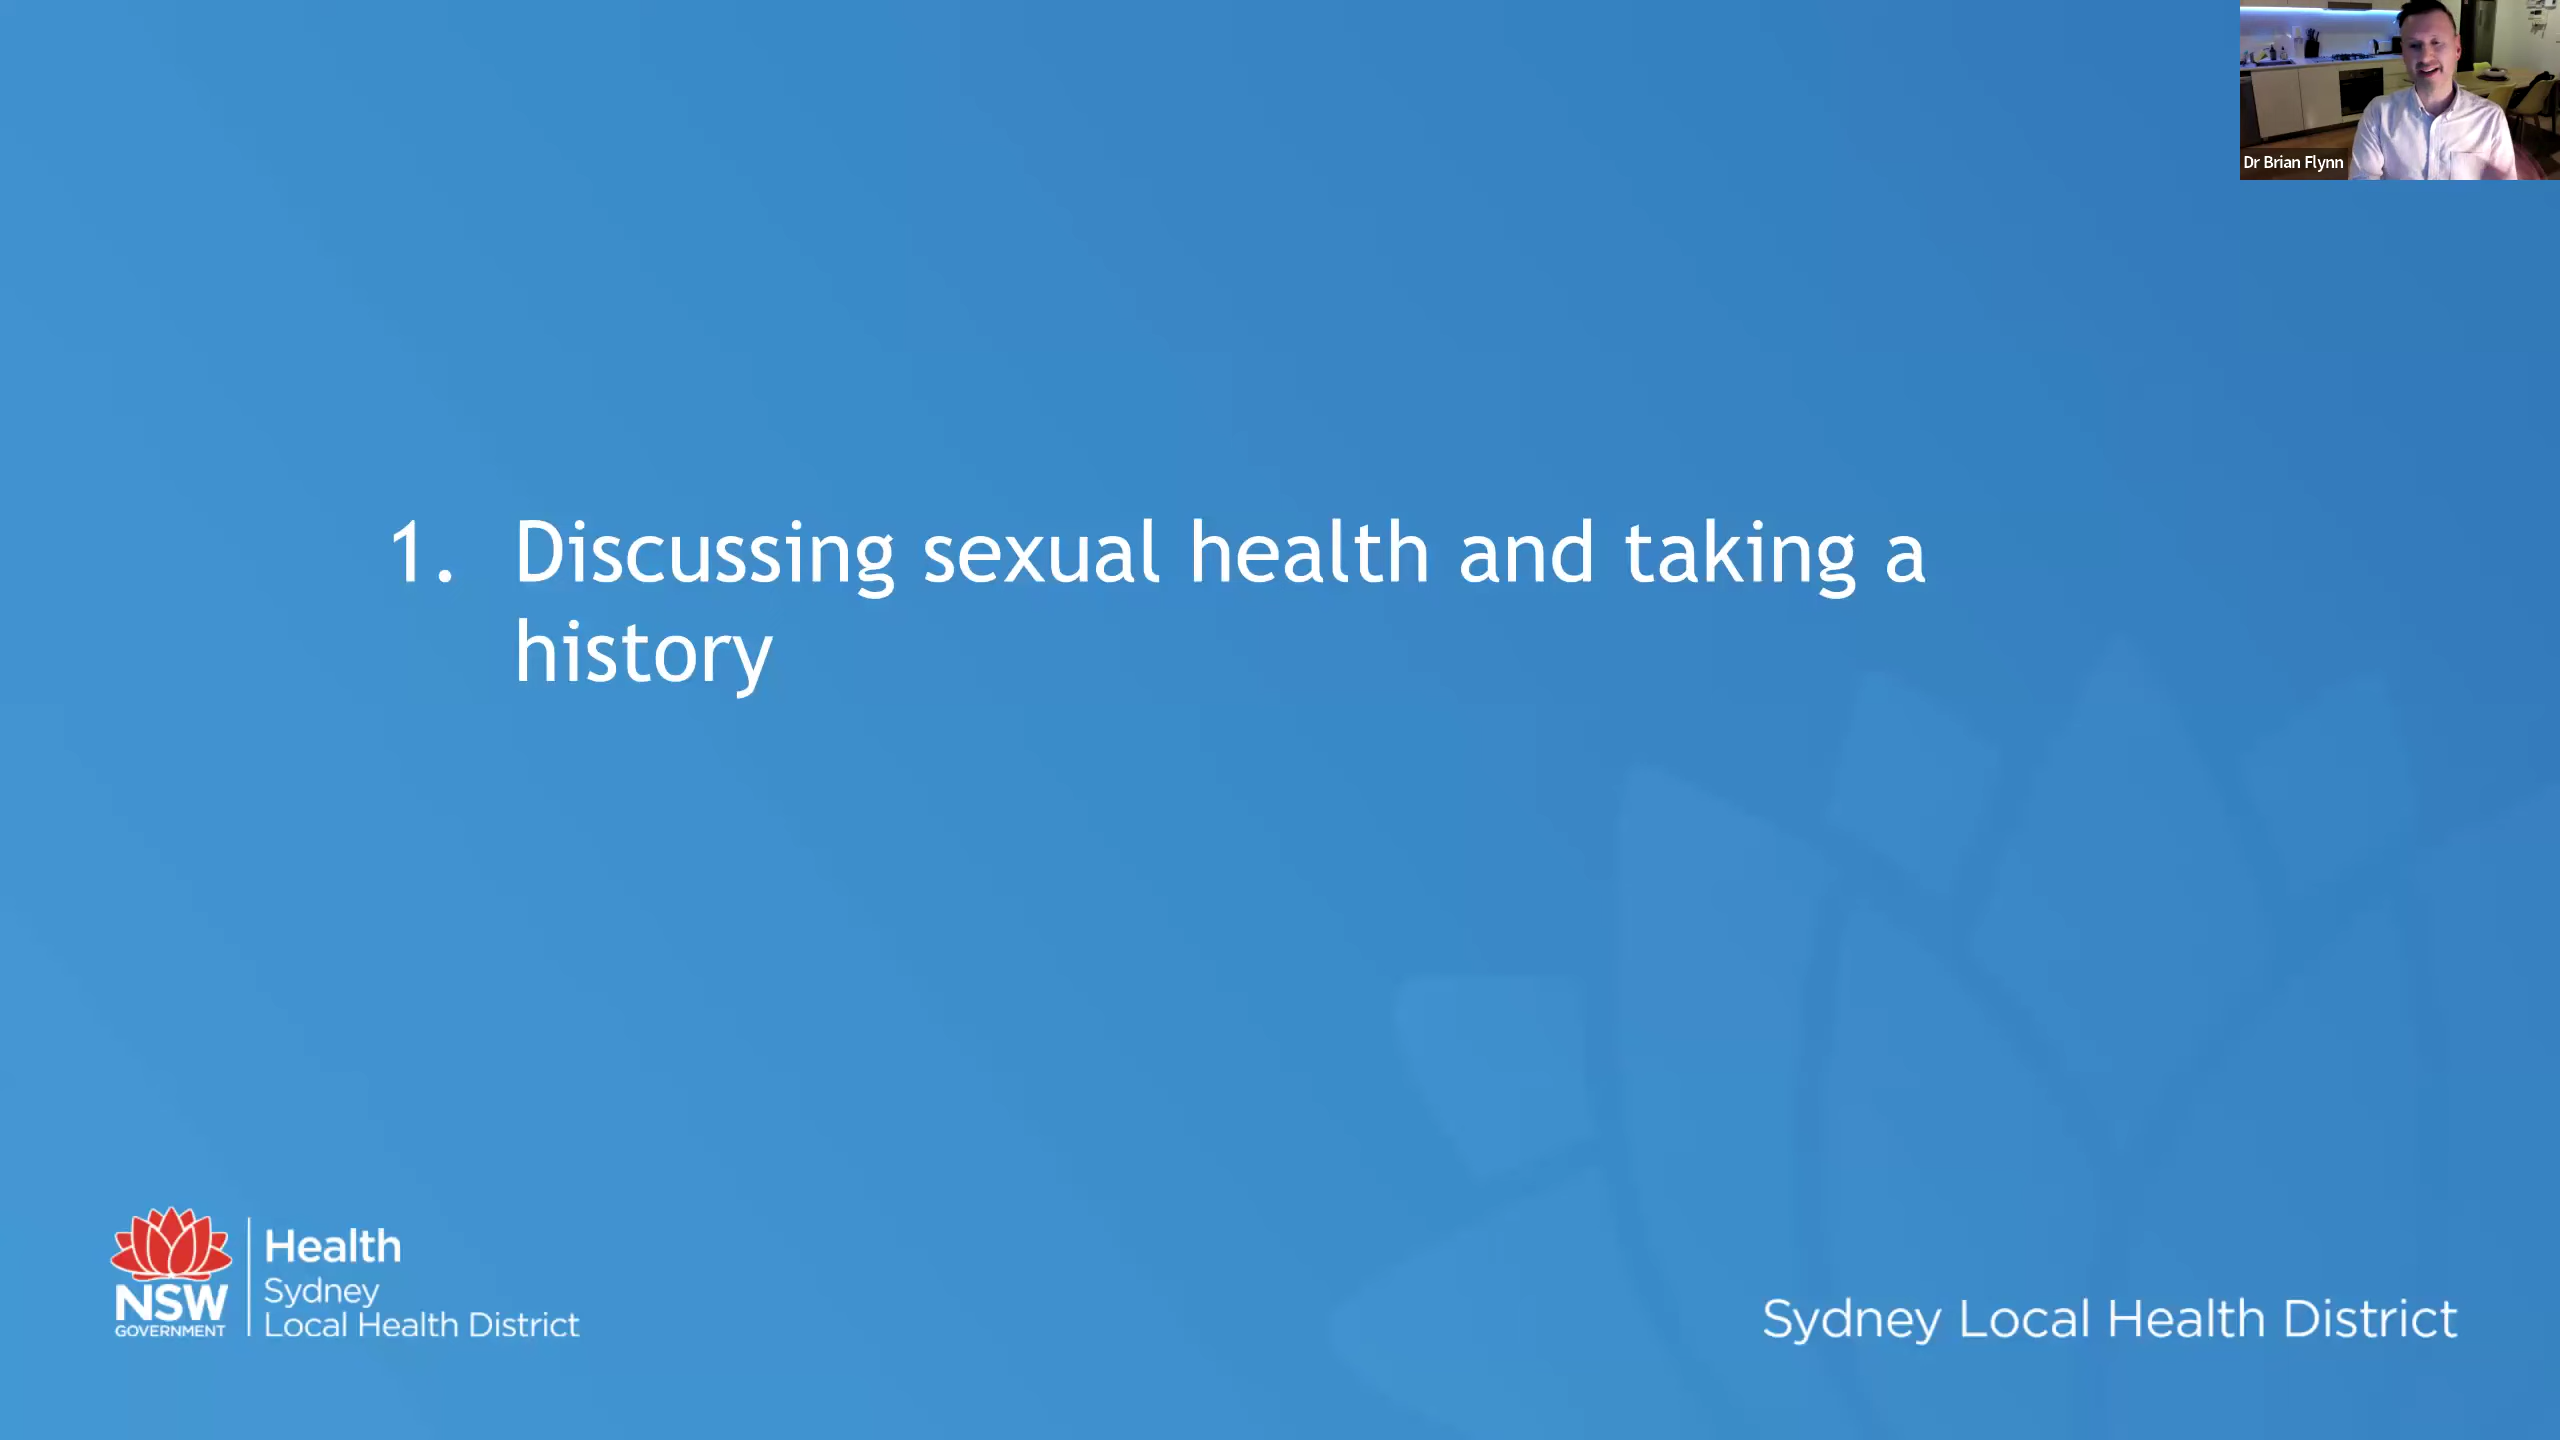 Dr Brian Flynn
1. Discussing sexual health and taking a
history
Health
Sydney
Local Health District
NSW
GOVERNMENT
Sydney Local Health District